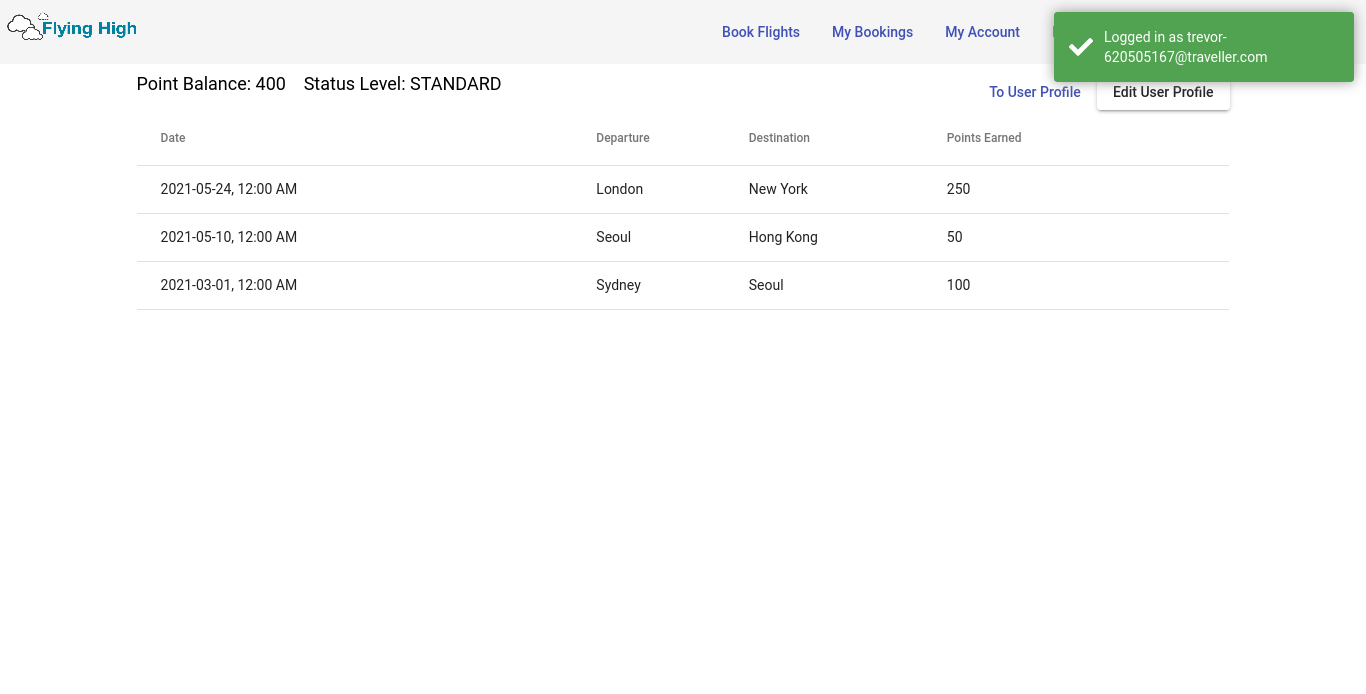 Flying High
Book Flights
My Bookings
My Account
Logged in as trevor-
620505167@traveller.com
Point Balance: 400 Status Level: STANDARD
To User Profile
Edit User Profile
Date Departure Destination Points Earned
2021-05-24, 12:00 AM London New York 250
2021-05-10, 12:00 AM Seoul Hong Kong 50
2021-03-01, 12:00 AM Sydney Seoul 100